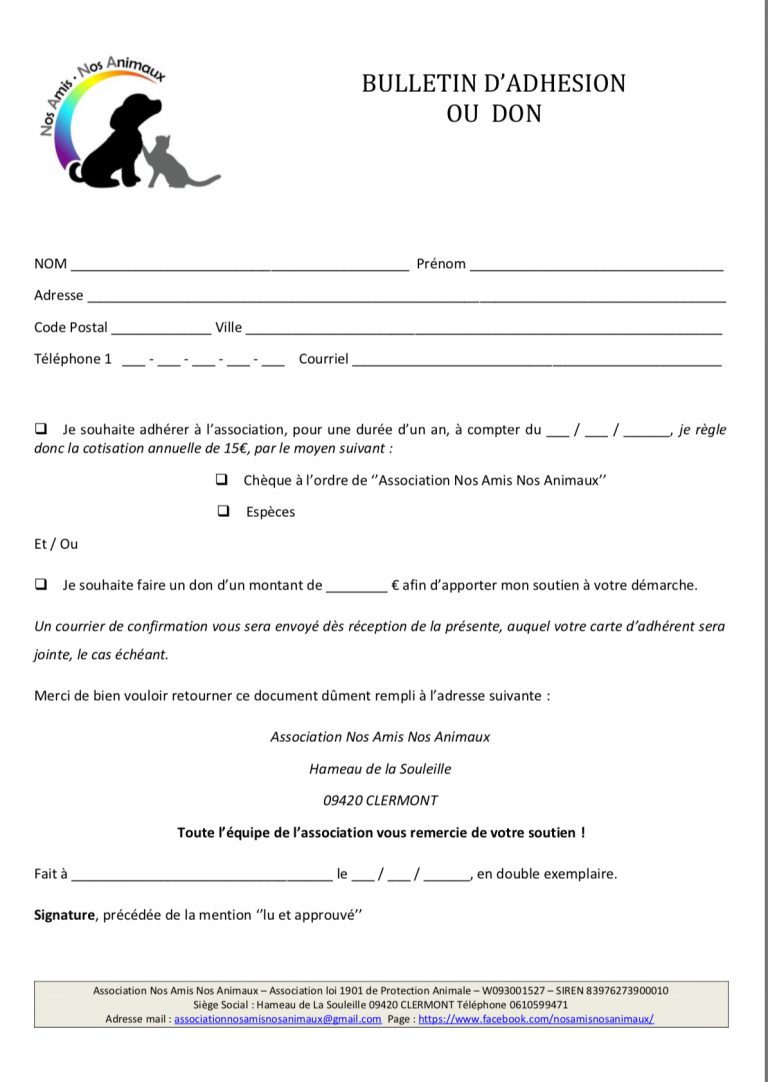 Nos Amis • Nos Animaux
BULLETIN D’ADHESION
OU DON
NOM ____________________________________________ Prénom _________________________________
Adresse ___________________________________________________________________________________
Code Postal _____________ Ville ______________________________________________________________
Téléphone 1 ___ - ___ - ___ - ___ - ___ Courriel ________________________________________________
❑ Je souhaite adhérer à l’association, pour une durée d’un an, à compter du ___ / ___ / ______, je règle
donc la cotisation annuelle de 15€, par le moyen suivant :
❑ Chèque à l’ordre de ‘’Association Nos Amis Nos Animaux’’
❑ Espèces
Et / Ou
❑ Je souhaite faire un don d’un montant de ________ € afin d’apporter mon soutien à votre démarche.
Un courrier de confirmation vous sera envoyé dès réception de la présente, auquel votre carte d’adhérent sera
jointe, le cas échéant.
Merci de bien vouloir retourner ce document dûment rempli à l’adresse suivante :
Association Nos Amis Nos Animaux
Hameau de la Souleille
09420 CLERMONT
Toute l’équipe de l’association vous remercie de votre soutien !
Fait à __________________________________ le ___ / ___ / ______, en double exemplaire.
Signature, précédée de la mention ‘’lu et approuvé’’
Association Nos Amis Nos Animaux – Association loi 1901 de Protection Animale – W093001527 – SIREN 83976273900010
Siège Social : Hameau de La Souleille 09420 CLERMONT Téléphone 0610599471
Adresse mail : associationnosamisnosanimaux@gmail.com Page : https://www.facebook.com/nosamisnosanimaux/